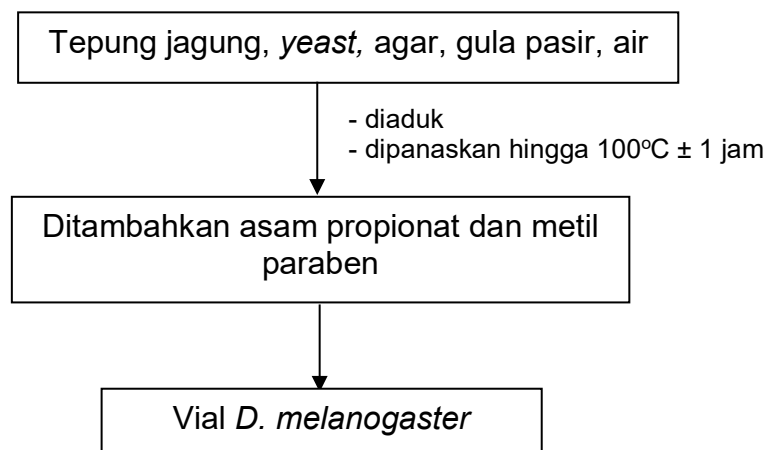 Tepung jagung, yeast, agar, gula pasir, air
- diaduk
- dipanaskan hingga 100°C ± 1 jam
Ditambahkan asam propionat dan metil
paraben
Vial D. melanogaster